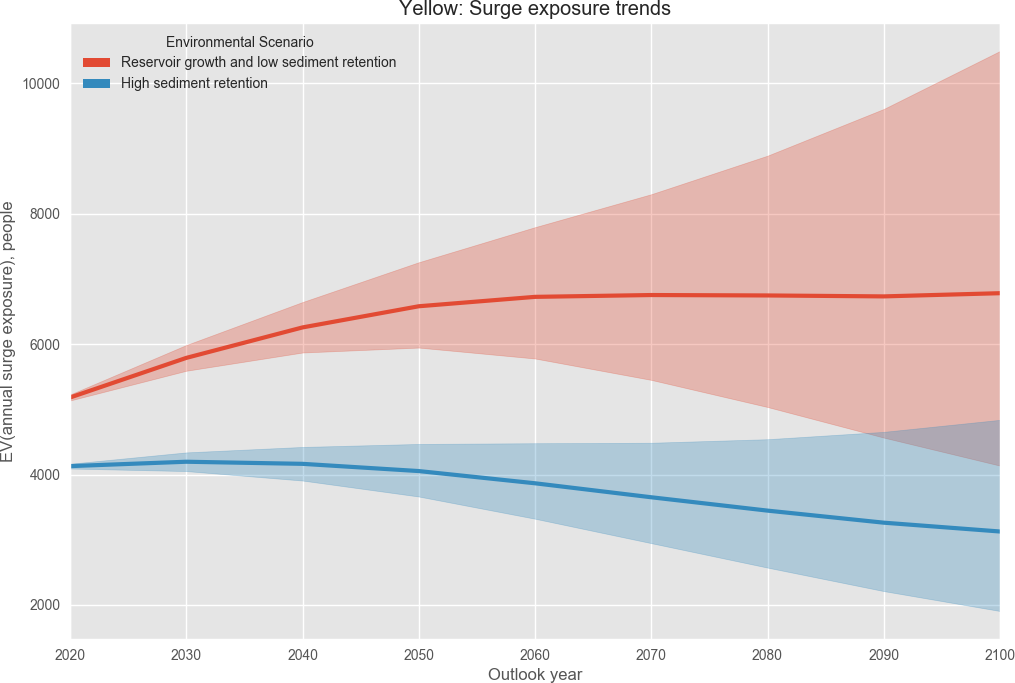 Yellow: Surge exposure trends
Environmental Scenario
Reservoir growth and low sediment retention
High sediment retention
EV(annual surge exposure), people
10000
8000
6000
4000
2000
2020 2030 2040 2050 2060 2070 2080 2090 2100
Outlook year